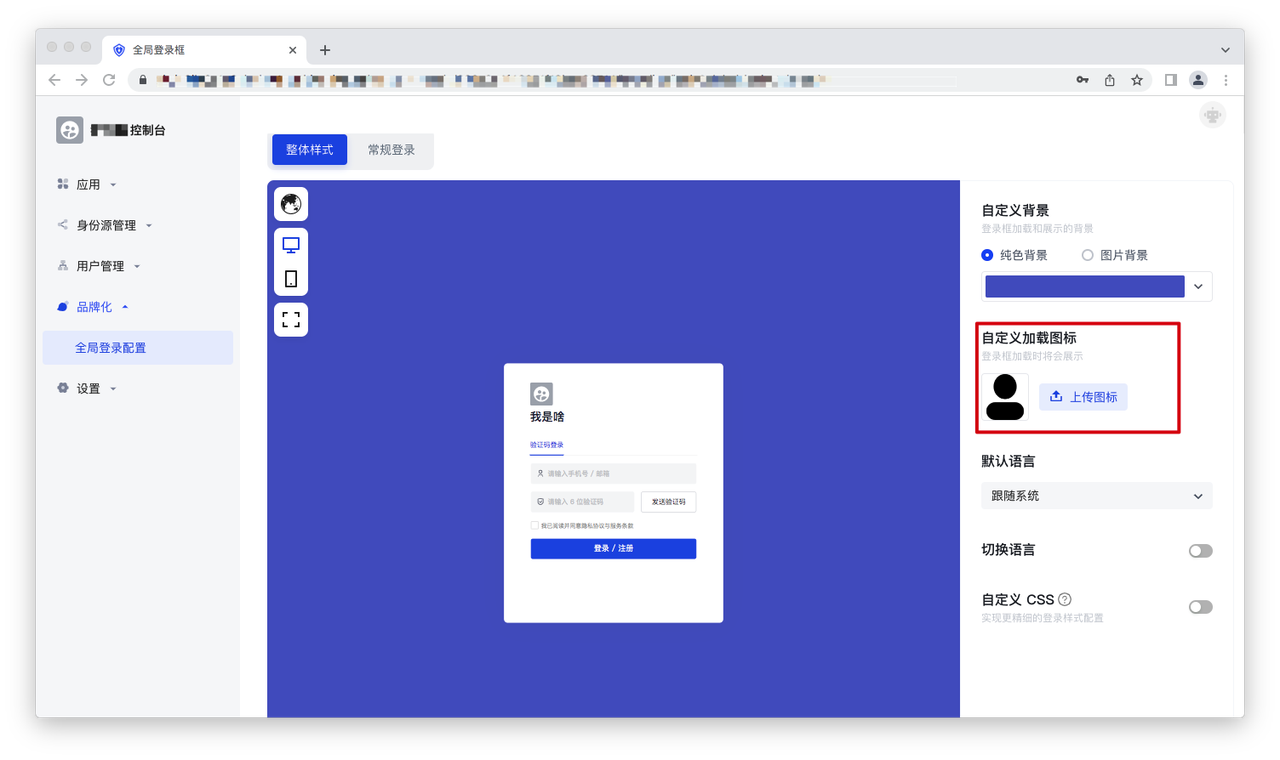 全局登录框
控制台
应用
身份源管理
用户管理
品牌化
全局登录配置
设置
整体样式
常规登录
我是啥
验证码登录
请输入手机号 / 邮箱
请输入 6 位验证码
发送验证码
我已阅读并同意隐私协议与服务条款
登录 / 注册
自定义背景
登录框加载和展示的背景
纯色背景
图片背景
自定义加载图标
登录框加载时将会展示
上传图标
默认语言
跟随系统
切换语言
自定义 CSS ?
实现更精细的登录样式配置